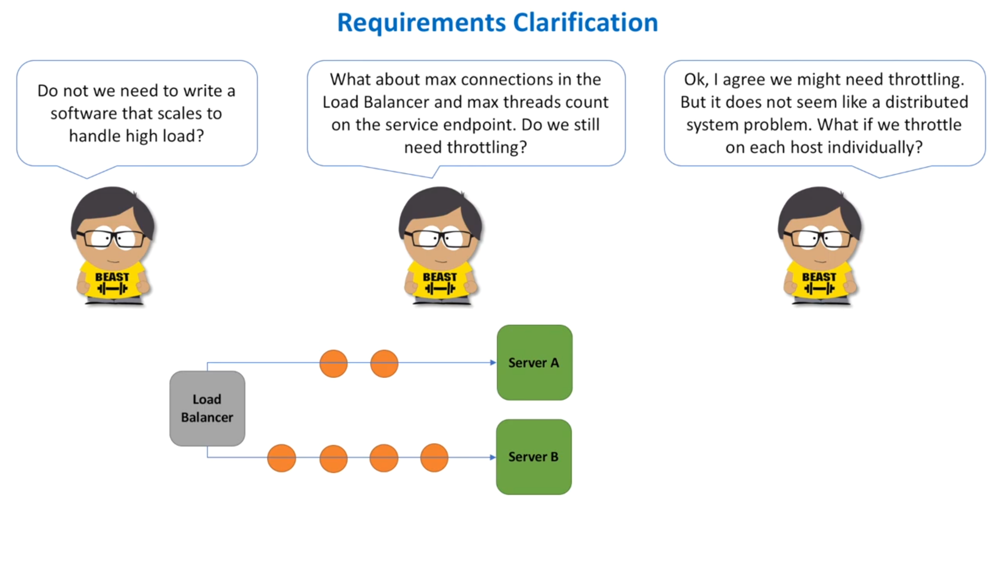 Requirements Clarification
Do not we need to write a
software that scales to
handle high load?
What about max connections in the
Load Balancer and max threads count
on the service endpoint. Do we still
need throttling?
Ok, I agree we might need throttling.
But it does not seem like a distributed
system problem. What if we throttle
on each host individually?
BEAST
BEAST
BEAST
Server A
Load
Balancer
Server B